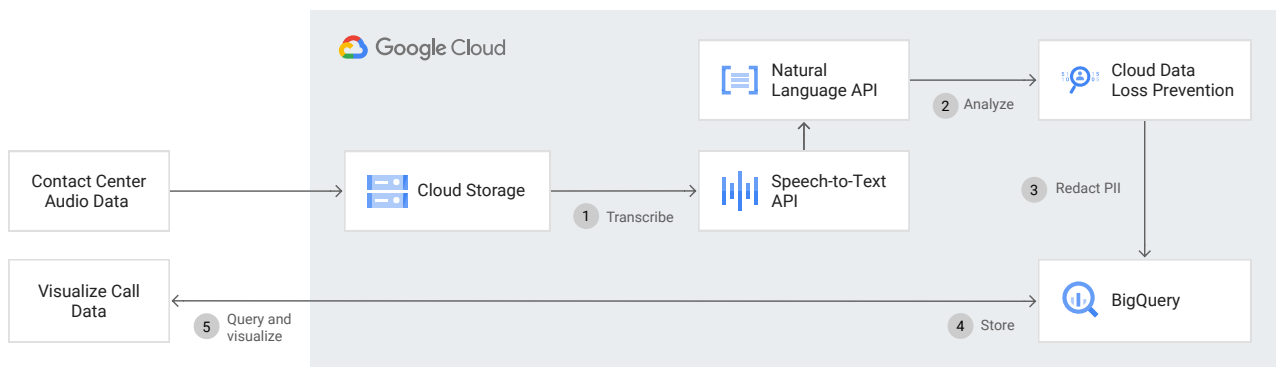 Google Cloud
Natural
Language API
2 Analyze
Cloud Data
Loss Prevention
Contact Center
Audio Data
Cloud Storage
1 Transcribe
Speech-to-Text
API
3 Redact PII
Visualize Call
Data
5 Query and
visualize
4 Store
BigQuery